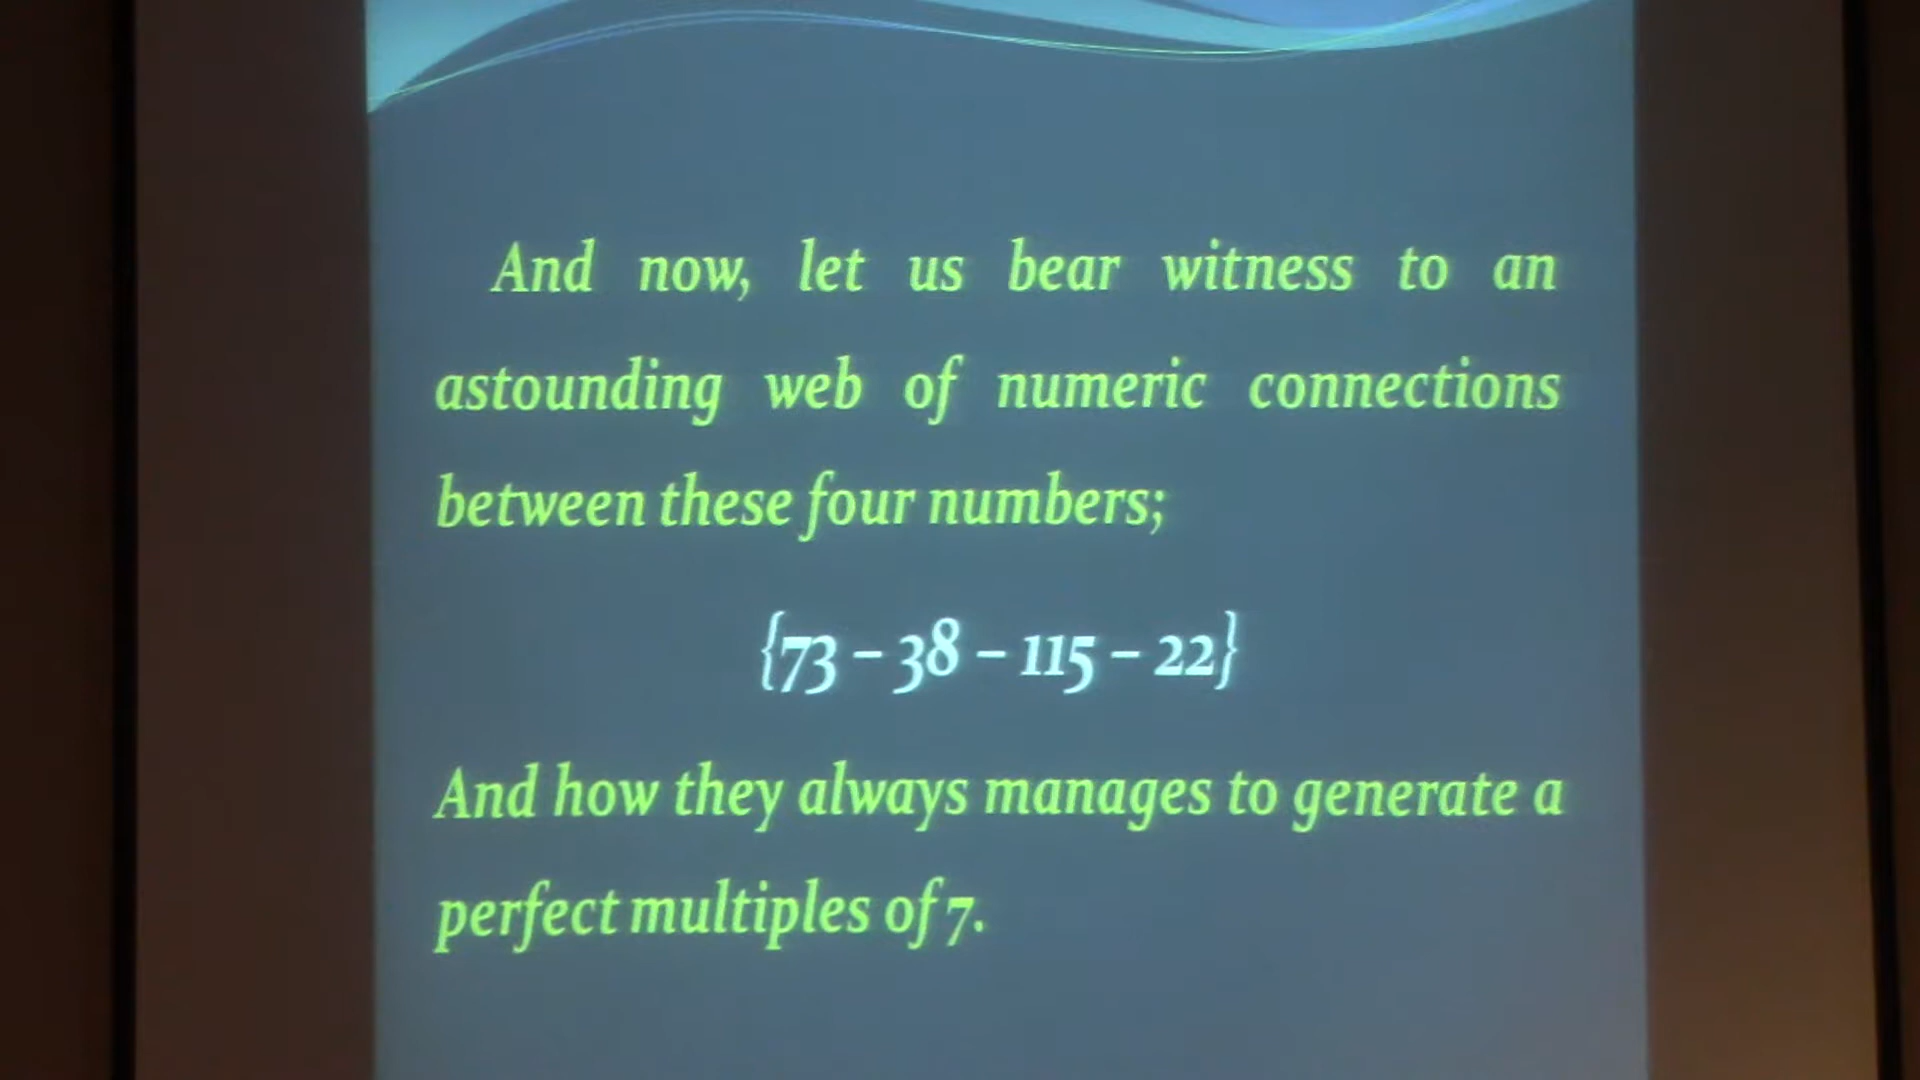 And now, let us bear witness to an
astounding web of numeric connections
between these four numbers;
{73 – 38 – 115 – 22}
And how they always manages to generate a
perfect multiples of 7.